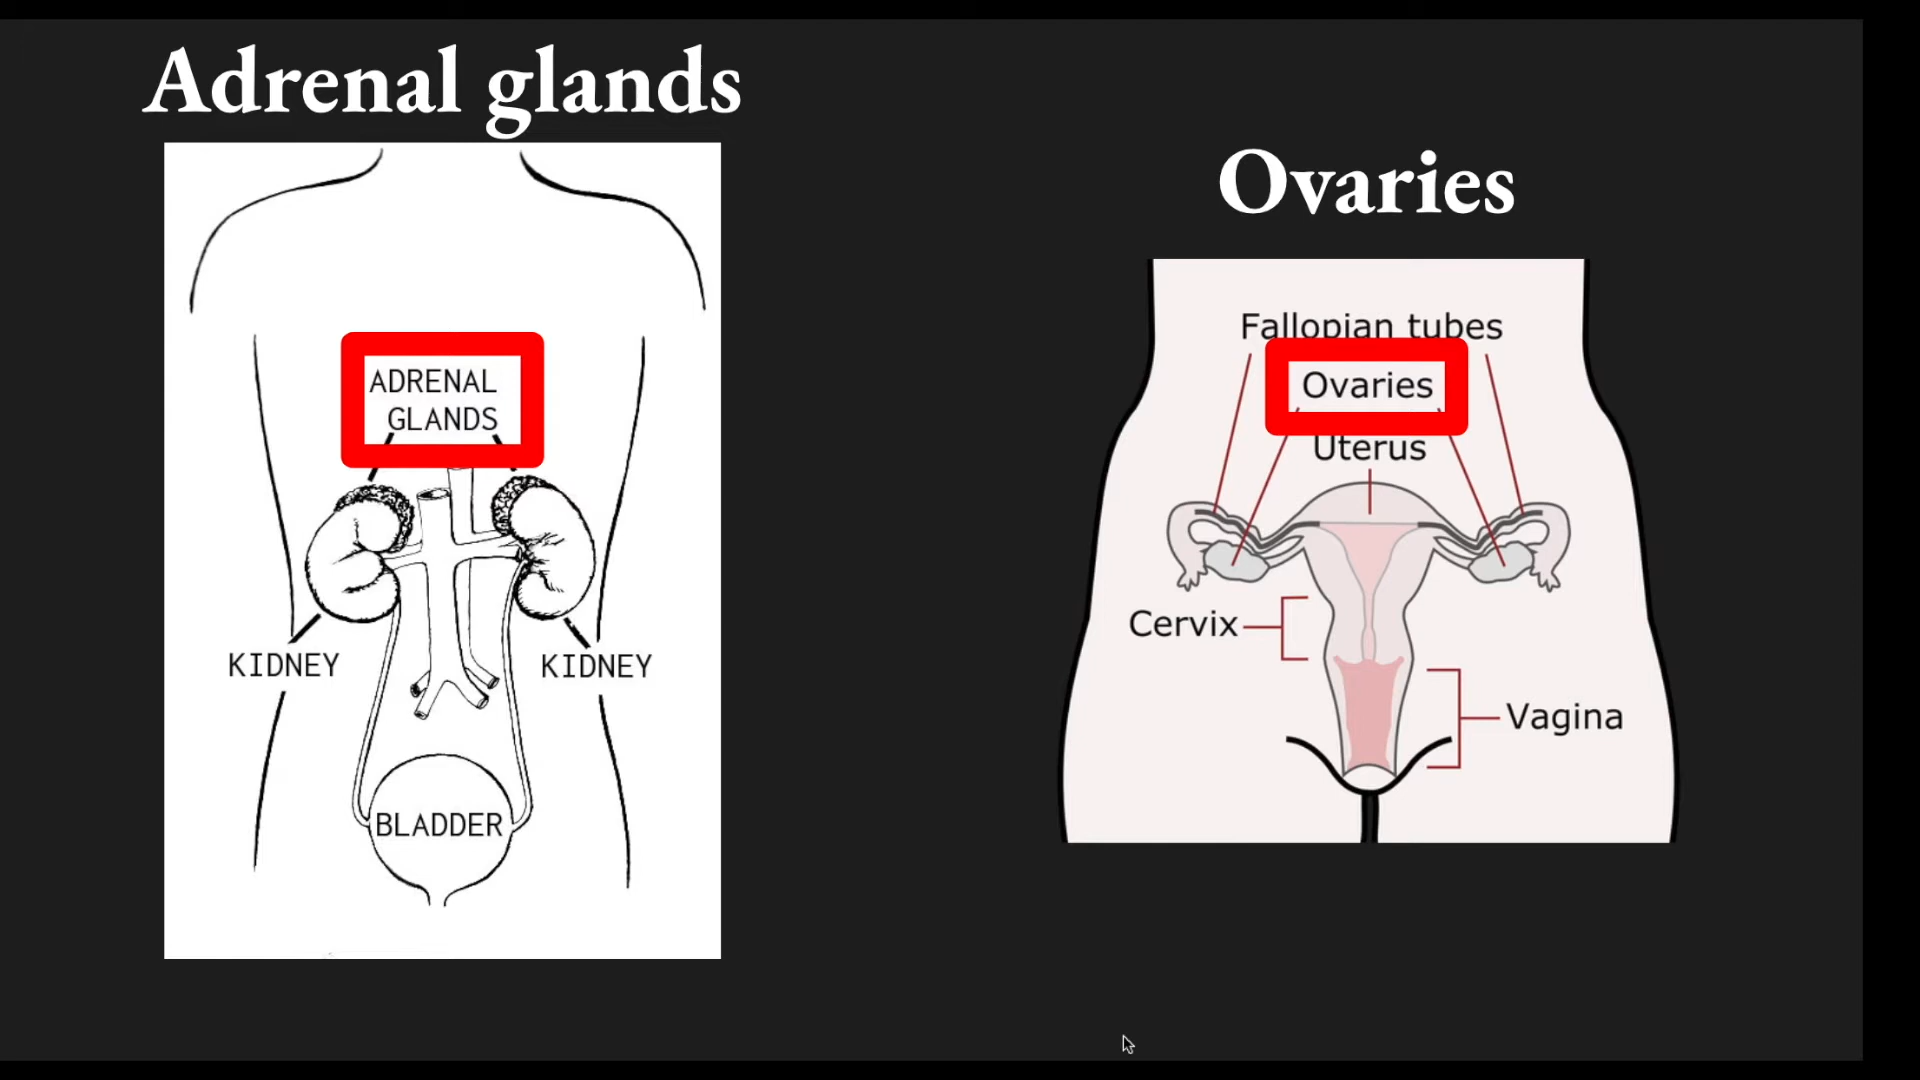 Adrenal glands
ADRENAL
GLANDS
KIDNEY
KIDNEY
BLADDER
Ovaries
Fallopian tubes
Ovaries
Uterus
Cervix
Vagina